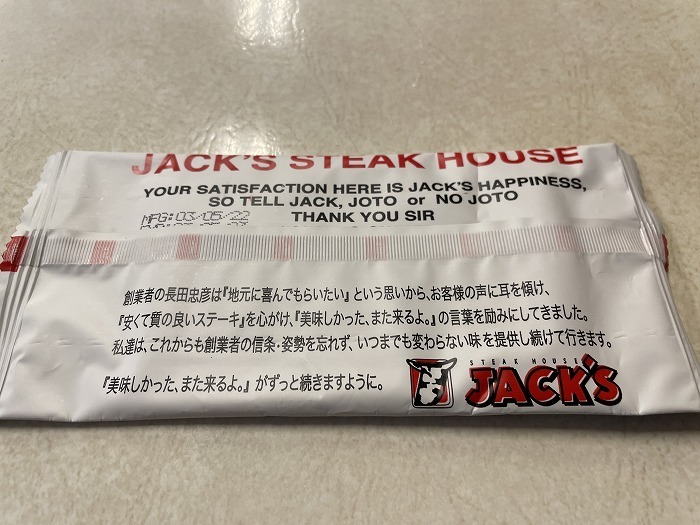 JACK'S STEAK HOUSE
YOUR SATISFACTION HERE IS JACK'S HAPPINESS,
SO TELL JACK, JOTO or NO JOTO
MFG:03/05/22 THANK YOU SIR
創業者の長田忠彦は『地元に喜んでもらいたい』という思いから、お客様の声に耳を傾け、
『安くて質の良いステーキ』を心がけ、『美味しかった、また来るよ。』の言葉を励みにしてきました。
私達は、これからも創業者の信条・姿勢を忘れず、いつまでも変わらない味を提供し続けて行きます。
『美味しかった、また来るよ。』がずっと続きますように。
STEAK HOUSE
JACK'S